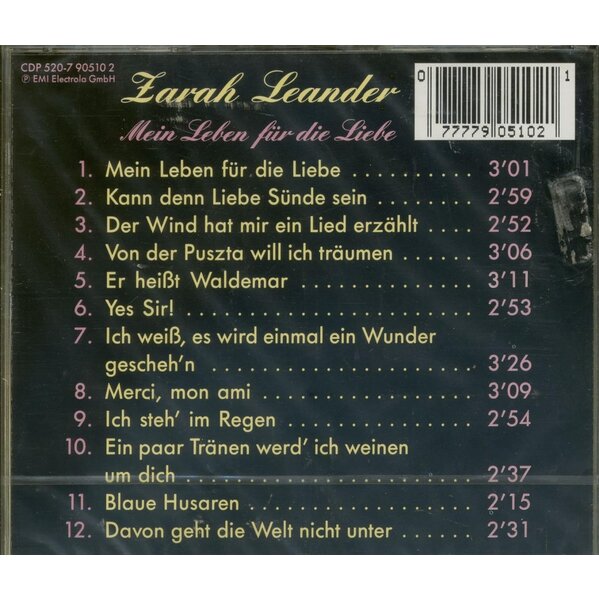 CDP 520-7 90510 2
℗ EMI Electrola GmbH
Zarah Leander
Mein Leben für die Liebe
0 77779 05102 1
1. Mein Leben für die Liebe . . . . . . . . . . 3'01
2. Kann denn Liebe Sünde sein . . . . . . . . 2'59
3. Der Wind hat mir ein Lied erzählt . . . . . 2'52
4. Von der Puszta will ich träumen . . . . . . 3'06
5. Er heißt Waldemar . . . . . . . . . . . . . 3'11
6. Yes Sir! . . . . . . . . . . . . . . . . . . . 2'53
7. Ich weiß, es wird einmal ein Wunder
gescheh'n . . . . . . . . . . . . . . . . . . 3'26
8. Merci, mon ami . . . . . . . . . . . . . . . 3'09
9. Ich steh' im Regen . . . . . . . . . . . . . 2'54
10. Ein paar Tränen werd' ich weinen
um dich . . . . . . . . . . . . . . . . . . . 2'37
11. Blaue Husaren . . . . . . . . . . . . . . . 2'15
12. Davon geht die Welt nicht unter . . . . . . 2'31